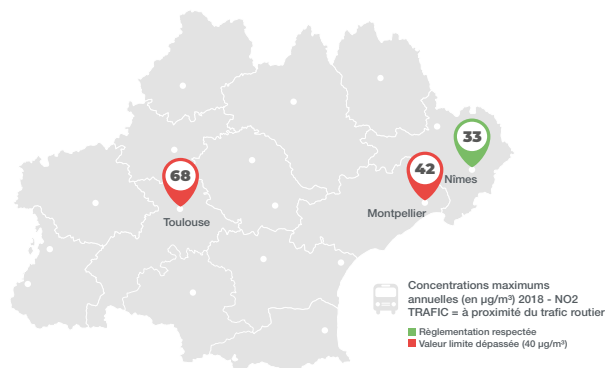 33
68
42
Nîmes
Montpellier
Toulouse
Concentrations maximums
annuelles (en µg/m³) 2018 - NO2
TRAFIC = à proximité du trafic routier
Règlementation respectée
Valeur limite dépassée (40 µg/m³)